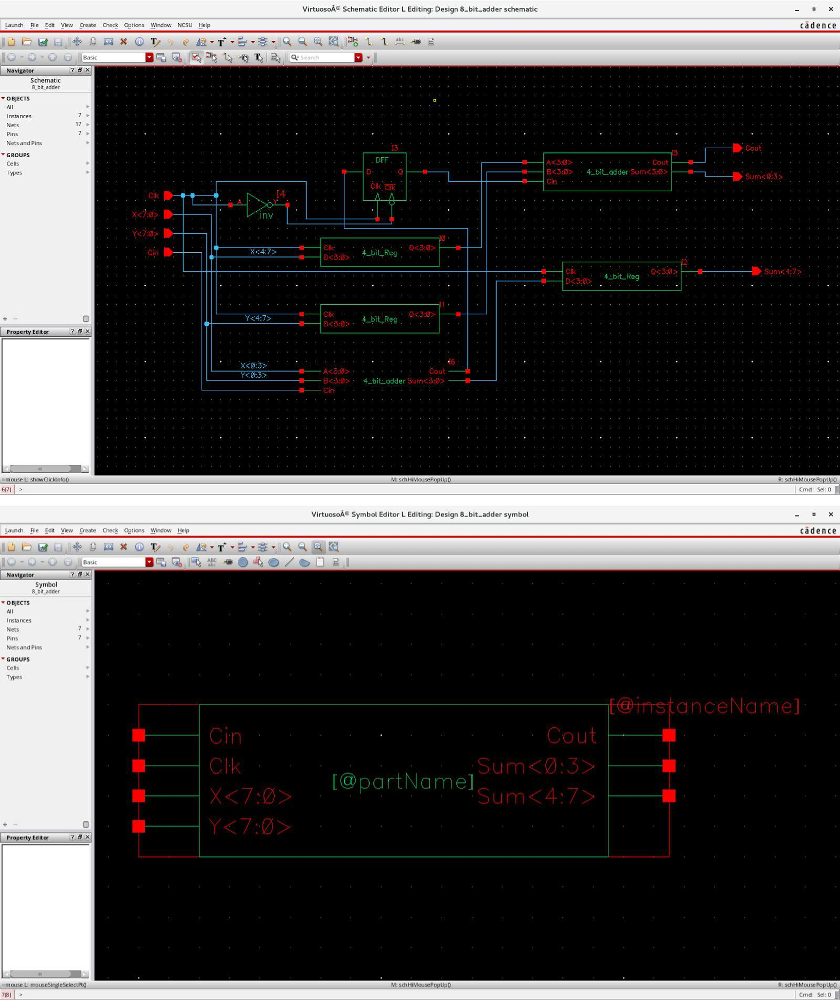 VirtuosoÂ® Schematic Editor L Editing: Design 8_bit_adder schematic
Launch File Edit View Create Check Options Window NCSU Help
cādence
Basic
Search
Navigator
Schematic
8_bit_adder
OBJECTS
All
Instances 7
Nets 17
Pins 7
Nets and Pins
GROUPS
Cells
Types
Property Editor
I3
DFF
D Q
Clk Clk
I5
A<3:0> Cout
B<3:0> 4_bit_adder Sum<3:0>
Cin
Cout
Sum<0:3>
Clk
X<7:0>
Y<7:0>
Cin
I4
A Y
inv
I0
Clk Q<3:0>
4_bit_Reg
D<3:0>
X<4:7>
I2
Clk Q<3:0>
4_bit_Reg
D<3:0>
Sum<4:7>
I1
Clk Q<3:0>
4_bit_Reg
D<3:0>
Y<4:7>
X<0:3>
Y<0:3>
I6
A<3:0> Cout
B<3:0> 4_bit_adder Sum<3:0>
Cin
mouse L: showClickInfo() M: schHiMousePopUp() R: schHiMousePopUp()
6(7) > Cmd: Sel: 0
VirtuosoÂ® Symbol Editor L Editing: Design 8_bit_adder symbol
Launch File Edit View Create Check Options Window Help
cādence
ABC
abc
Basic
Navigator
Symbol
8_bit_adder
OBJECTS
All
Instances
Nets 7
Pins 7
Nets and Pins
GROUPS
Cells
Types
Property Editor
[@instanceName]
Cin Cout
Clk Sum<0:3>
[@partName]
X<7:0> Sum<4:7>
Y<7:0>
mouse L: mouseSingleSelectPt() M: schHiMousePopUp() R: schHiMousePopUp()
7(8) > Cmd: Sel: 0